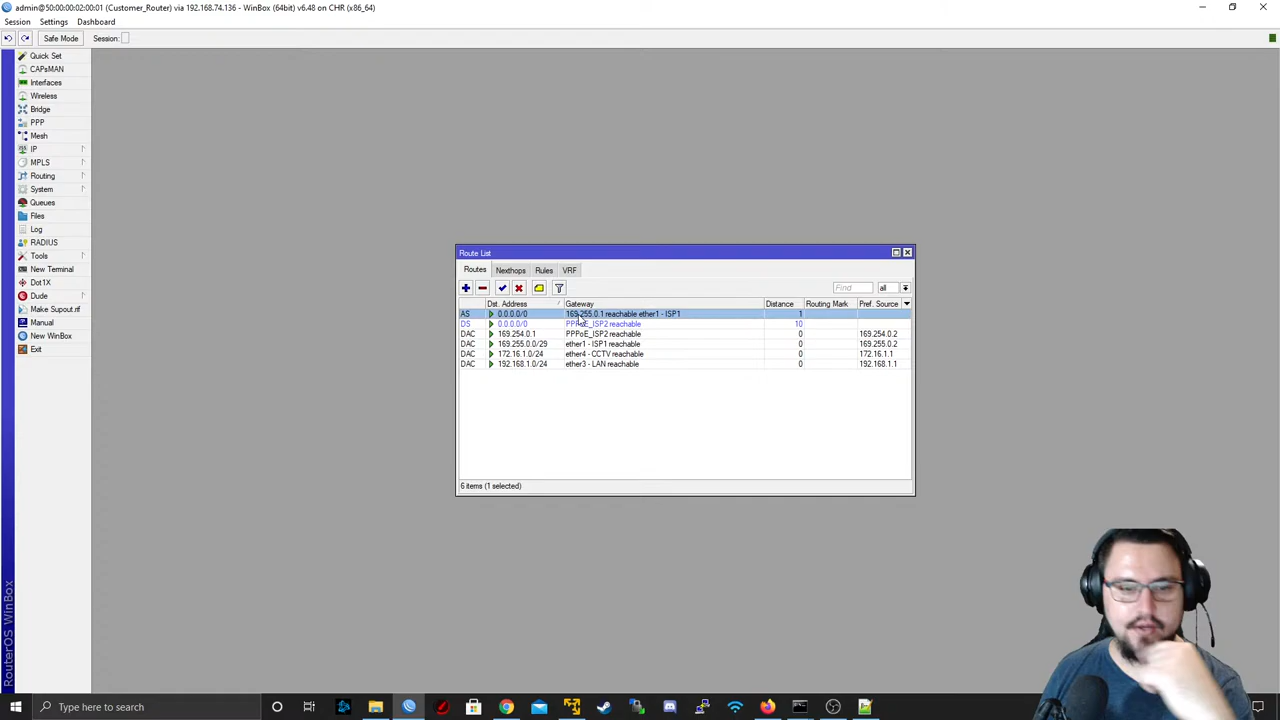 admin@50:00:00:02:00:01 (Customer_Router) via 192.168.74.136 - WinBox (64bit) v6.48 on CHR (x86_64)
Session Settings Dashboard
Safe Mode Session:
Quick Set
CAPsMAN
Interfaces
Wireless
Bridge
PPP
Mesh
IP
MPLS
Routing
System
Queues
Files
Log
RADIUS
Tools
New Terminal
Dot1X
Dude
Make Supout.rif
Manual
New WinBox
Exit
RouterOS WinBox
Route List
Routes Nexthops Rules VRF
Find all
Dst. Address Gateway Distance Routing Mark Pref. Source
AS 0.0.0.0/0 169.255.0.1 reachable ether1 - ISP1 1
DS 0.0.0.0/0 PPPoE_ISP2 reachable 10
DAC 169.254.0.1 PPPoE_ISP2 reachable 0 169.254.0.2
DAC 169.255.0.0/29 ether1 - ISP1 reachable 0 169.255.0.2
DAC 172.16.1.0/24 ether4 - CCTV reachable 0 172.16.1.1
DAC 192.168.1.0/24 ether3 - LAN reachable 0 192.168.1.1
6 items (1 selected)
Type here to search